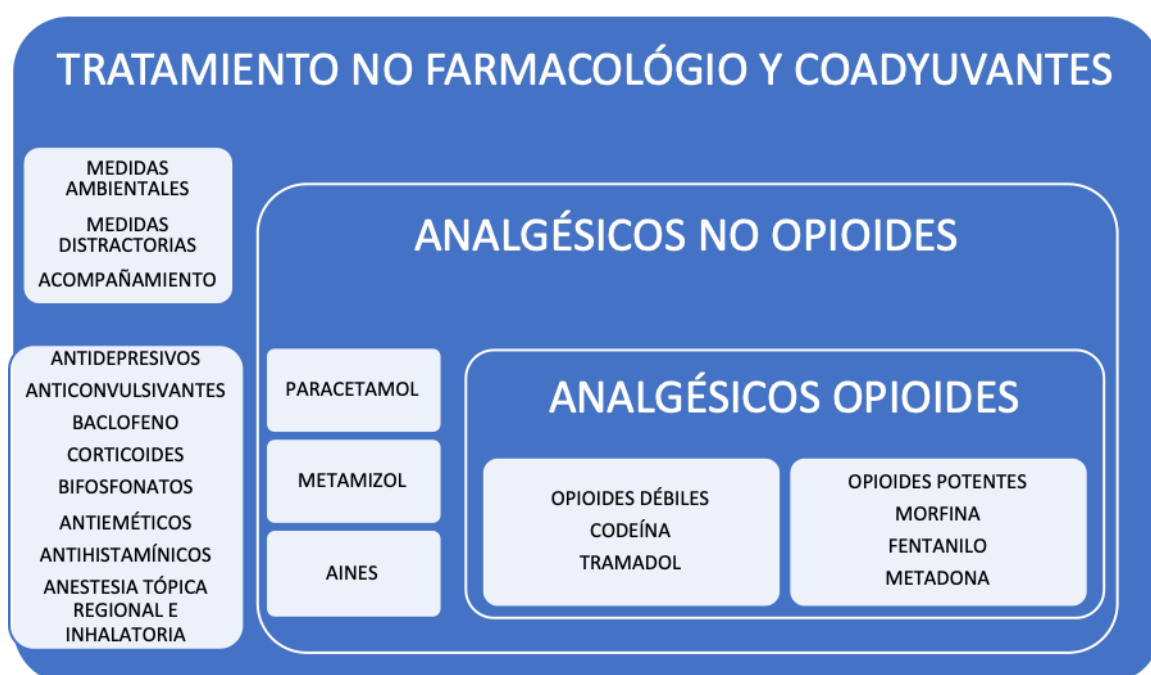 TRATAMIENTO NO FARMACOLÓGIO Y COADYUVANTES
MEDIDAS
AMBIENTALES
MEDIDAS
DISTRACTORIAS
ACOMPAÑAMIENTO
ANTIDEPRESIVOS
ANTICONVULSIVANTES
BACLOFENO
CORTICOIDES
BIFOSFONATOS
ANTIEMÉTICOS
ANTIHISTAMÍNICOS
ANESTESIA TÓPICA
REGIONAL E
INHALATORIA
ANALGÉSICOS NO OPIOIDES
PARACETAMOL
METAMIZOL
AINES
ANALGÉSICOS OPIOIDES
OPIOIDES DÉBILES
CODEÍNA
TRAMADOL
OPIOIDES POTENTES
MORFINA
FENTANILO
METADONA